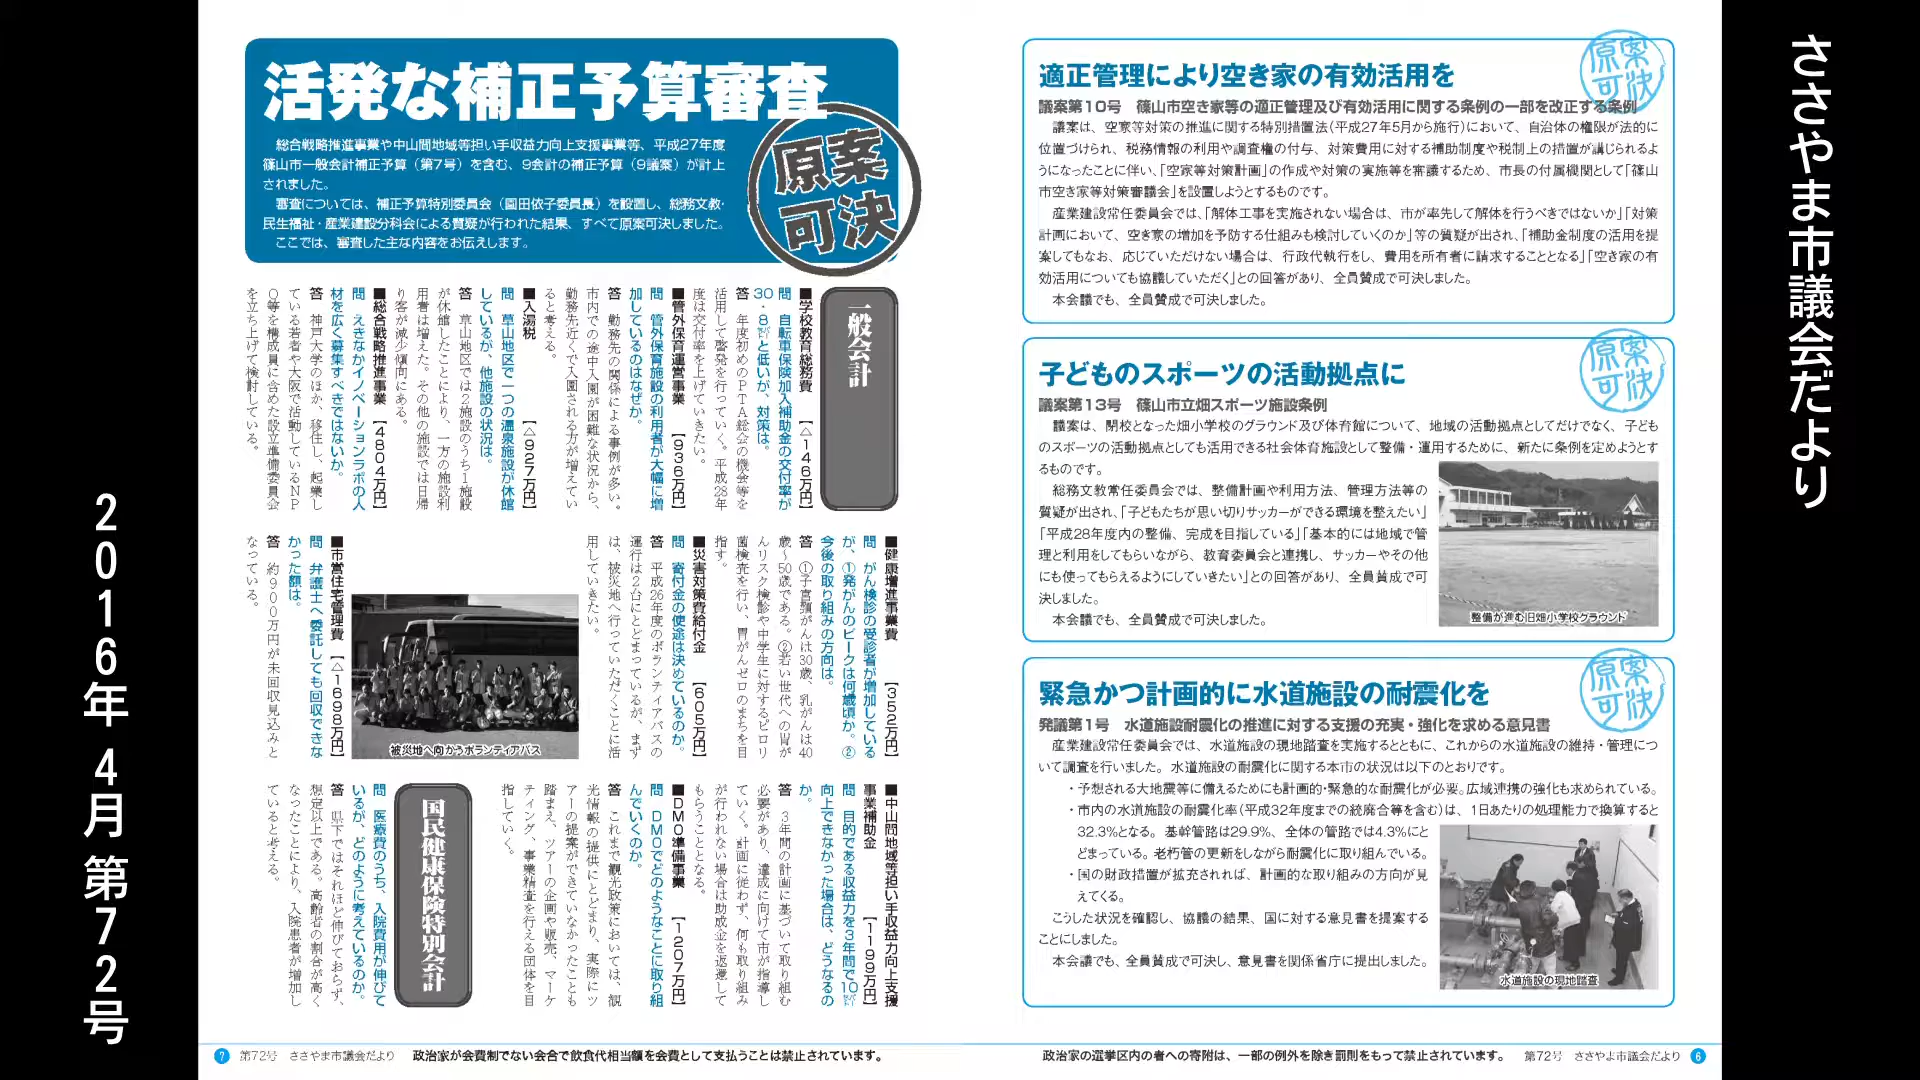 ささやま市議会だより
原案
可決
適正管理により空き家の有効活用を
議案第10号　篠山市空き家等の適正管理及び有効活用に関する条例の一部を改正する条例
議案は、空家等対策の推進に関する特別措置法（平成27年5月から施行）において、自治体の権限が法的に
位置づけられ、税務情報の利用や調査権の付与、対策費用に対する補助制度や税制上の措置が講じられるよ
うになったことに伴い、「空家等対策計画」の作成や対策の実施等を審議するため、市長の付属機関として「篠山
市空き家等対策審議会」を設置しようとするものです。
産業建設常任委員会では、「解体工事を実施されない場合は、市が率先して解体を行うべきではないか」「対策
計画において、空き家の増加を予防する仕組みも検討していくのか」等の質疑が出され、「補助金制度の活用を提
案してもなお、応じていただけない場合は、行政代執行をし、費用を所有者に請求することとなる」「空き家の有
効活用についても協議していただく」との回答があり、全員賛成で可決しました。
本会議でも、全員賛成で可決しました。
原案
可決
子どものスポーツの活動拠点に
議案第13号　篠山市立畑スポーツ施設条例
議案は、閉校となった畑小学校のグラウンド及び体育館について、地域の活動拠点としてだけでなく、子ども
のスポーツの活動拠点としても活用できる社会体育施設として整備・運用するために、新たに条例を定めようとす
るものです。
総務文教常任委員会では、整備計画や利用方法、管理方法等の
質疑が出され、「子どもたちが思い切りサッカーができる環境を整えたい」
「平成28年度内の整備、完成を目指している」「基本的には地域で管
理と利用をしてもらいながら、教育委員会と連携し、サッカーやその他
にも使ってもらえるようにしていきたい」との回答があり、全員賛成で可
決しました。
本会議でも、全員賛成で可決しました。
整備が進む旧畑小学校グラウンド
原案
可決
緊急かつ計画的に水道施設の耐震化を
発議第1号　水道施設耐震化の推進に対する支援の充実・強化を求める意見書
産業建設常任委員会では、水道施設の現地踏査を実施するとともに、これからの水道施設の維持・管理につ
いて調査を行いました。水道施設の耐震化に関する本市の状況は以下のとおりです。
・予想される大地震等に備えるためにも計画的・緊急的な耐震化が必要。広域連携の強化も求められている。
・市内の水道施設の耐震化率（平成32年度までの統廃合等を含む）は、1日あたりの処理能力で換算すると
32.3%となる。基幹管路は29.9%、全体の管路では4.3%にと
どまっている。老朽管の更新をしながら耐震化に取り組んでいる。
・国の財政措置が拡充されれば、計画的な取り組みの方向が見
えてくる。
こうした状況を確認し、協議の結果、国に対する意見書を提案する
ことにしました。
本会議でも、全員賛成で可決し、意見書を関係省庁に提出しました。
水道施設の現地踏査
政治家の選挙区内の者への寄附は、一部の例外を除き罰則をもって禁止されています。　第72号　ささやま市議会だより　6
活発な補正予算審査
原案
可決
総合戦略推進事業や中山間地域等担い手収益力向上支援事業等、平成27年度
篠山市一般会計補正予算（第7号）を含む、9会計の補正予算（9議案）が計上
されました。
審査については、補正予算特別委員会（園田依子委員長）を設置し、総務文教・
民生福祉・産業建設分科会による質疑が行われた結果、すべて原案可決しました。
ここでは、審査した主な内容をお伝えします。
一般会計
■学校教育総務費　【△146万円】
問　自転車保険加入補助金の交付率が
30・8㌫と低いが、対策は。
答　年度初めのPTA総会の機会等を
活用して啓発を行っていく。平成28年
度は交付率を上げていきたい。
■管外保育運営事業　【936万円】
問　管外保育施設の利用者が大幅に増
加しているのはなぜか。
答　勤務先の関係による事例が多い。
市内での途中入園が困難な状況から、
勤務先近くで入園される方が増えてい
ると考える。
■入湯税　【△927万円】
問　草山地区で一つの温泉施設が休館
しているが、他施設の状況は。
答　草山地区では2施設のうち1施設
が休館したことにより、一方の施設利
用者は増えた。その他の施設では日帰
り客が減少傾向にある。
■総合戦略推進事業　【4804万円】
問　えきなかイノベーションラボの人
材を広く募集すべきではないか。
答　神戸大学のほか、移住し、起業し
ている若者や大阪で活動しているNP
O等を構成員に含めた設立準備委員会
を立ち上げて検討している。
■健康増進事業費　【352万円】
問　がん検診の受診者が増加している
が、①発がんのピークは何歳頃か。②
今後の取り組みの方向は。
答　①子宮頸がんは30歳、乳がんは40
歳～50歳である。②若い世代への胃が
んリスク検診や中学生に対するピロリ
菌検査を行い、胃がんゼロのまちを目
指す。
■災害対策費給付金　【605万円】
問　寄付金の使途は決めているのか。
答　平成26年度のボランティアバスの
運行は2台にとどまっているが、まず
は、被災地へ行っていただくことに活
用していきたい。
被災地へ向かうボランティアバス
■市営住宅管理費　【△1698万円】
問　弁護士へ委託しても回収できな
かった額は。
答　約900万円が未回収見込みと
なっている。
■中山間地域等担い手収益力向上支援
事業補助金　【1199万円】
問　目的である収益力を3年間で10㌫
向上できなかった場合は、どうなるの
か。
答　3年間の計画に基づいて取り組む
必要があり、達成に向けて市が指導し
ていく。計画に従わず、何も取り組み
が行われない場合は助成金を返還して
もらうこととなる。
■DMO準備事業　【1207万円】
問　DMOでどのようなことに取り組
んでいくのか。
答　これまで観光政策においては、観
光情報の提供にとどまり、実際にツ
アーの提案ができていなかったことも
踏まえ、ツアーの企画や販売、マーケ
ティング、事業精査を行える団体を目
指していく。
国民健康保険特別会計
問　医療費のうち、入院費用が伸びて
いるが、どのように考えているのか。
答　県下ではそれほど伸びておらず、
想定以上である。高齢者の割合が高く
なったことにより、入院患者が増加し
ていると考える。
7　第72号　ささやま市議会だより　政治家が会費制でない会合で飲食代相当額を会費として支払うことは禁止されています。
2016年 4月 第72号